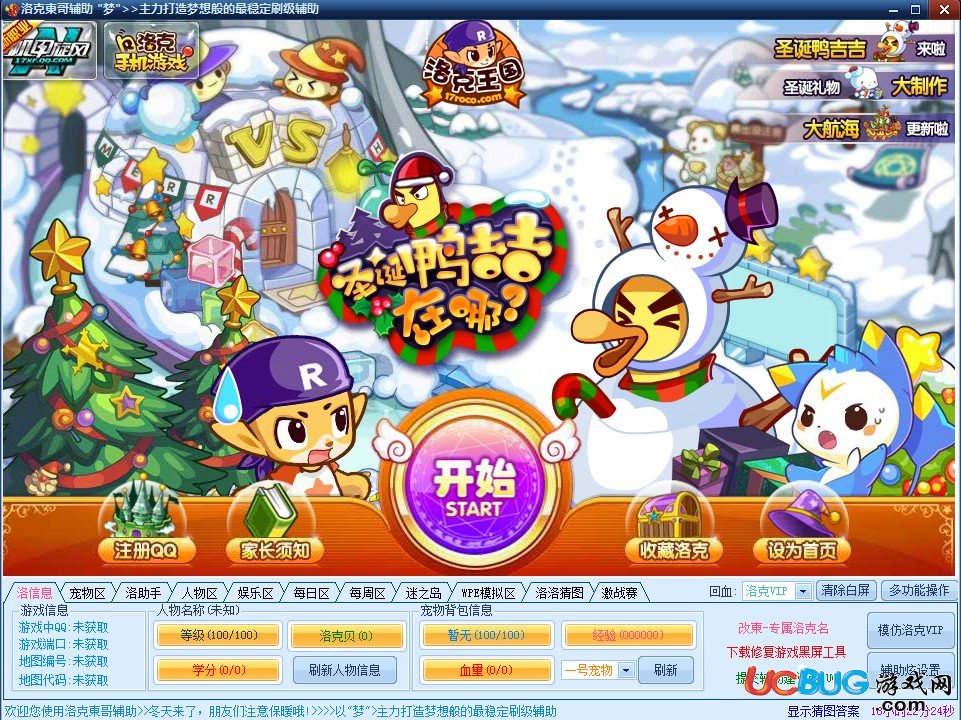 洛克東哥辅助 "梦">>主力打造梦想般的最稳定刷级辅助
17XF.QQ.COM
洛克
手机游戏
R
洛克王国
17roco.com
圣诞鸭吉吉 来啦
圣诞礼物 大制作
大航海 更新啦
VS
M E R R
圣诞鸭吉吉
在哪?
R
开始
START
注册QQ
家长须知
收藏洛克
设为首页
洛信息 宠物区 洛助手 人物区 娱乐区 每日区 每周区 迷之岛 WPE模拟区 洛洛猜图 激战赛 回血: 洛克VIP 清除白屏 多功能操作
游戏信息
游戏中QQ:未获取
游戏端口:未获取
地图编号:未获取
地图代码:未获取
人物名称(未知)
等级(100/100) 洛克贝(0)
学分(0/0) 刷新人物信息
宠物背包信息
暂无(100/100) 经验(000000)
血量(0/0) 一号宠物 刷新
改東-专属洛克名
下载修复游戏黑屏工具
模仿洛克VIP
UCBUG游戏网
.com
欢迎您使用洛克東哥辅助>>冬天来了，朋友们注意保暖哦!>>>>以"梦">主力打造梦想般的最稳定刷级辅助
显示猜图答案